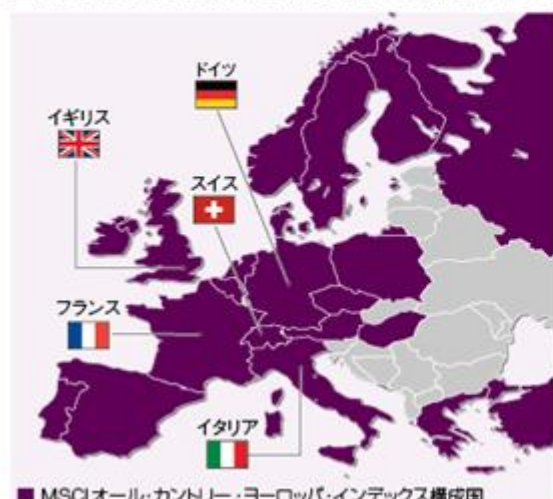 ドイツ
イギリス
スイス
フランス
イタリア
■ MSCIオール・カントリー・ヨーロッパ・インデックス構成国